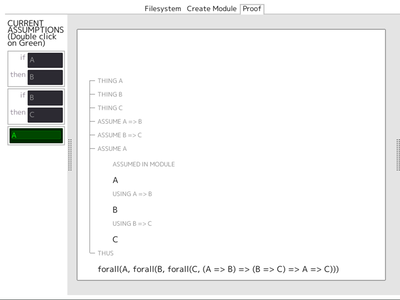 Filesystem Create Module Proof
CURRENT
ASSUMPTIONS
(Double click
on Green)
if A
then B
if B
then C
A
THING A
THING B
THING C
ASSUME A => B
ASSUME B => C
ASSUME A
ASSUMED IN MODULE
A
USING A => B
B
USING B => C
C
THUS
forall(A, forall(B, forall(C, (A => B) => (B => C) => A => C)))